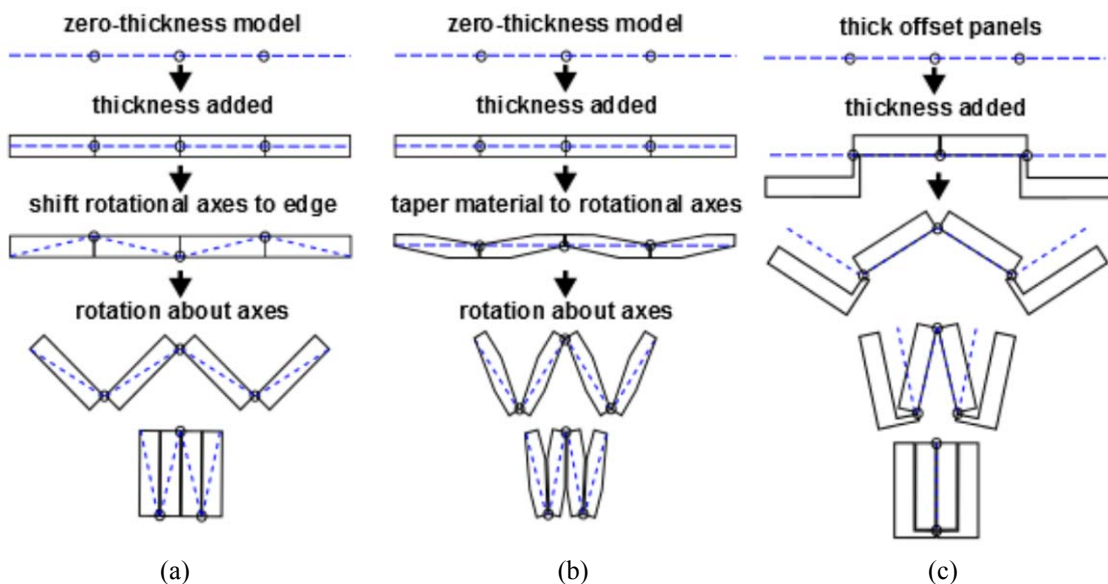 zero-thickness model
thickness added
shift rotational axes to edge
rotation about axes
(a)
zero-thickness model
thickness added
taper material to rotational axes
rotation about axes
(b)
thick offset panels
thickness added
(c)